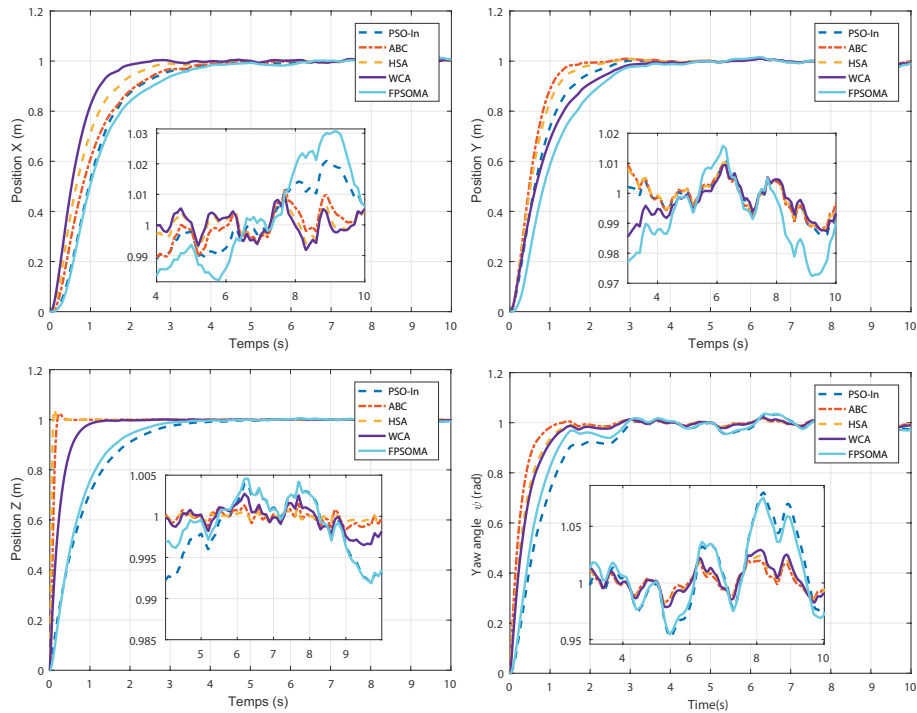 1.2
1
0.8
0.6
0.4
0.2
0
Position X (m)
PSO-In
ABC
HSA
WCA
FPSOMA
1.03
1.02
1.01
1
0.99
4 6 8 10
0 1 2 3 4 5 6 7 8 9 10
Temps (s)
1.2
1
0.8
0.6
0.4
0.2
0
Position Y (m)
PSO-In
ABC
HSA
WCA
FPSOMA
1.01
1
0.99
0.98
0.97
4 6 8 10
0 1 2 3 4 5 6 7 8 9 10
Temps (s)
1.2
1
0.8
0.6
0.4
0.2
0
Position Z (m)
PSO-In
ABC
HSA
WCA
FPSOMA
1.005
1
0.995
0.99
0.985
5 6 7 8 9
0 1 2 3 4 5 6 7 8 9 10
Temps (s)
1.2
1
0.8
0.6
0.4
0.2
0
Yaw angle ψ (rad)
PSO-In
ABC
HSA
WCA
FPSOMA
1.05
1
0.95
4 6 8 10
0 1 2 3 4 5 6 7 8 9 10
Time(s)